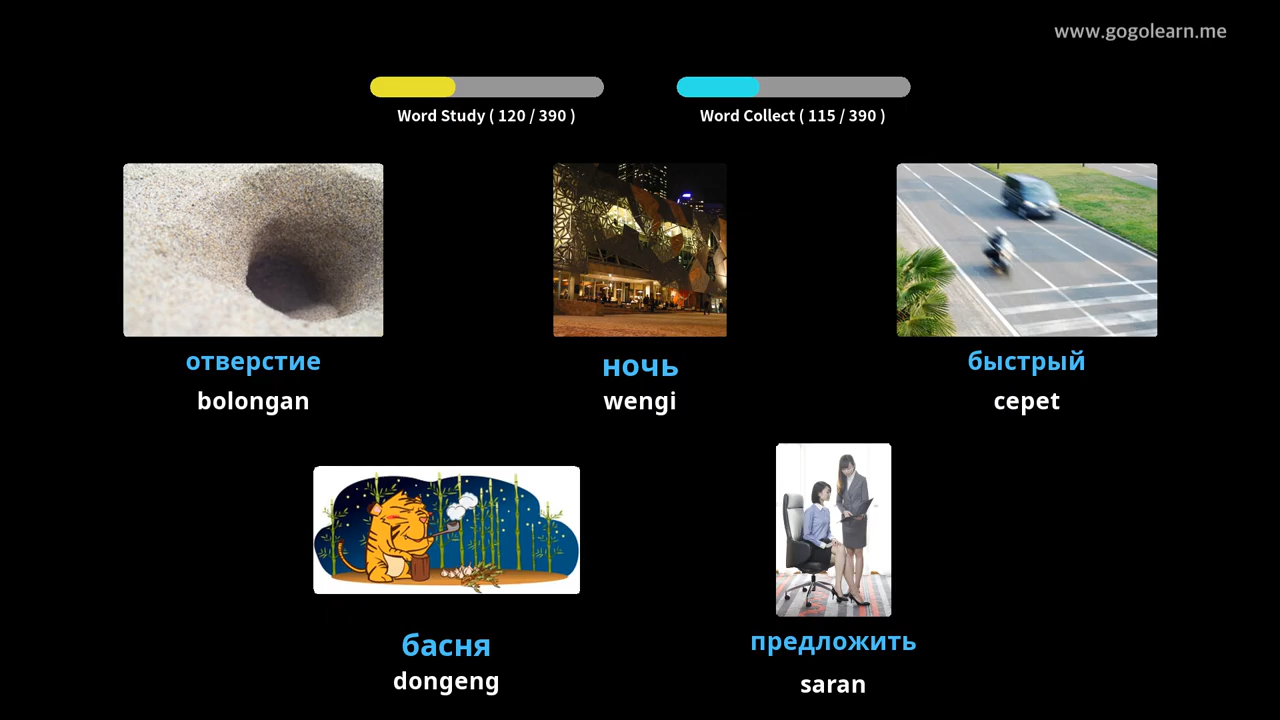 www.gogolearn.me
Word Study ( 120 / 390 )
Word Collect ( 115 / 390 )
отверстие
bolongan
ночь
wengi
быстрый
cepet
басня
dongeng
предложить
saran